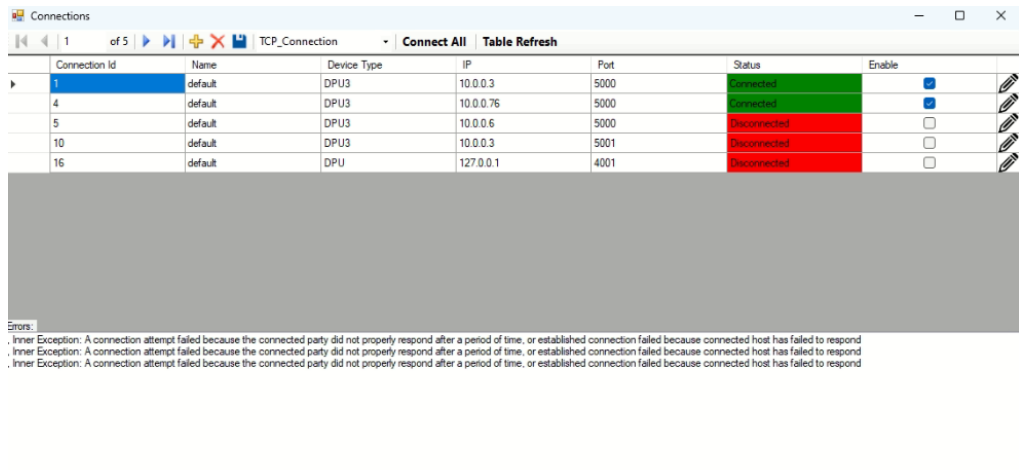 Connections
1 of 5 TCP_Connection Connect All Table Refresh
Connection Id Name Device Type IP Port Status Enable
1 default DPU3 10.0.0.3 5000 Connected
4 default DPU3 10.0.0.76 5000 Connected
5 default DPU3 10.0.0.6 5000 Disconnected
10 default DPU3 10.0.0.3 5001 Disconnected
16 default DPU 127.0.0.1 4001 Disconnected
Errors:
, Inner Exception: A connection attempt failed because the connected party did not properly respond after a period of time, or established connection failed because connected host has failed to respond
, Inner Exception: A connection attempt failed because the connected party did not properly respond after a period of time, or established connection failed because connected host has failed to respond
, Inner Exception: A connection attempt failed because the connected party did not properly respond after a period of time, or established connection failed because connected host has failed to respond